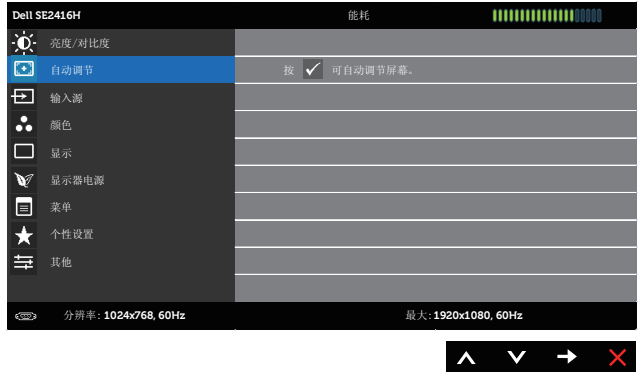 Dell SE2416H 能耗
亮度/对比度
自动调节 按 可自动调节屏幕。
输入源
颜色
显示
显示器电源
菜单
个性设置
其他
分辨率: 1024x768, 60Hz 最大: 1920x1080, 60Hz